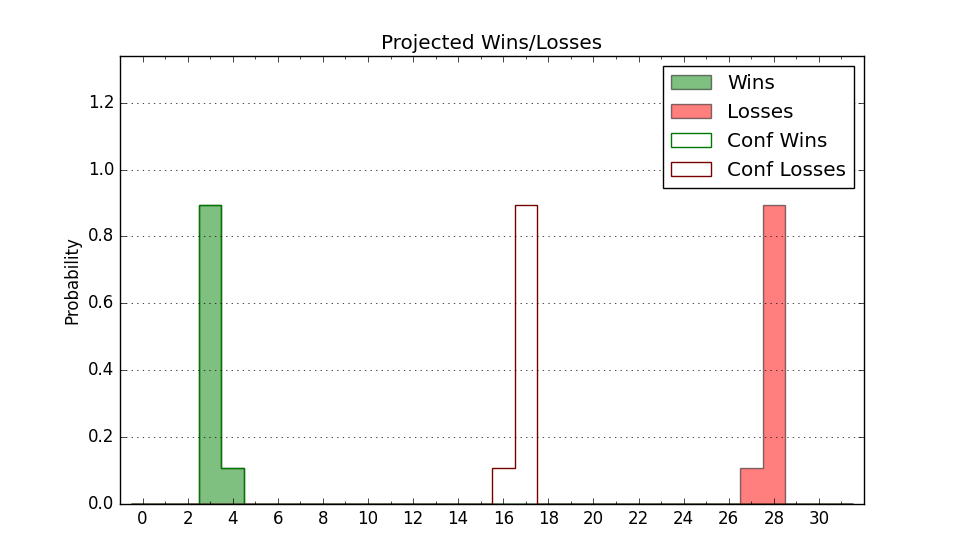 Projected Wins/Losses
Wins
Losses
Conf Wins
Conf Losses
Probability
1.2
1.0
0.8
0.6
0.4
0.2
0.0
0 2 4 6 8 10 12 14 16 18 20 22 24 26 28 30